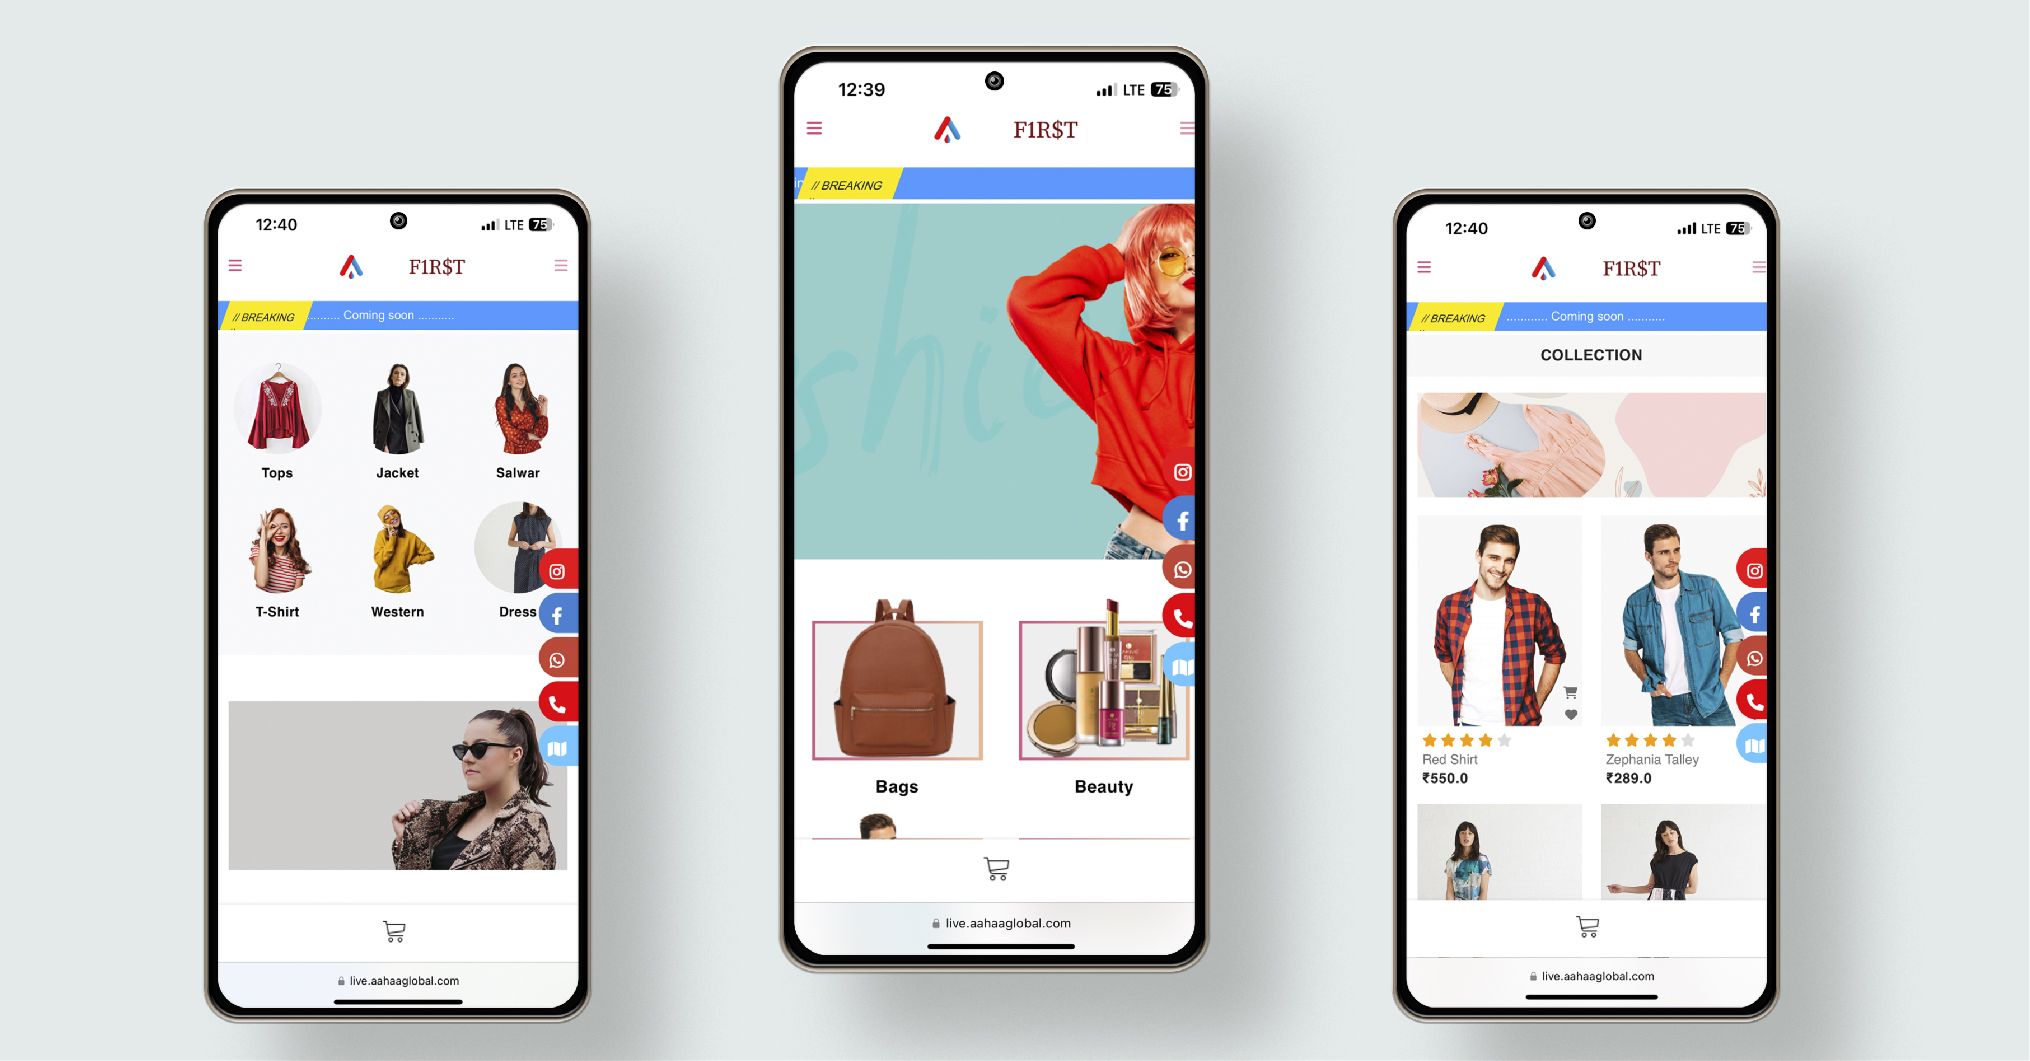 12:40
LTE 75
F1R$T
// BREAKING
.......... Coming soon ..........
Tops
Jacket
Salwar
T-Shirt
Western
Dress
live.aahaaglobal.com
12:39
LTE 75
F1R$T
// BREAKING
shi
Bags
Beauty
live.aahaaglobal.com
12:40
LTE 75
F1R$T
// BREAKING
............ Coming soon ..........
COLLECTION
Red Shirt
₹550.0
Zephania Talley
₹289.0
live.aahaaglobal.com